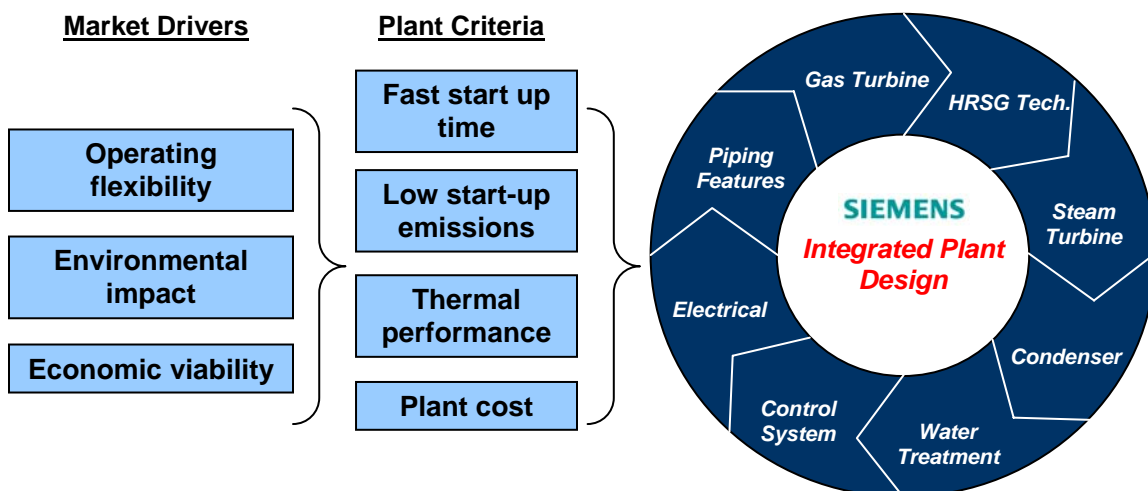 Market Drivers
Operating
flexibility
Environmental
impact
Economic viability
Plant Criteria
Fast start up
time
Low start-up
emissions
Thermal
performance
Plant cost
Gas Turbine
HRSG Tech.
Steam
Turbine
Condenser
Water
Treatment
Control
System
Electrical
Piping
Features
SIEMENS
Integrated Plant
Design